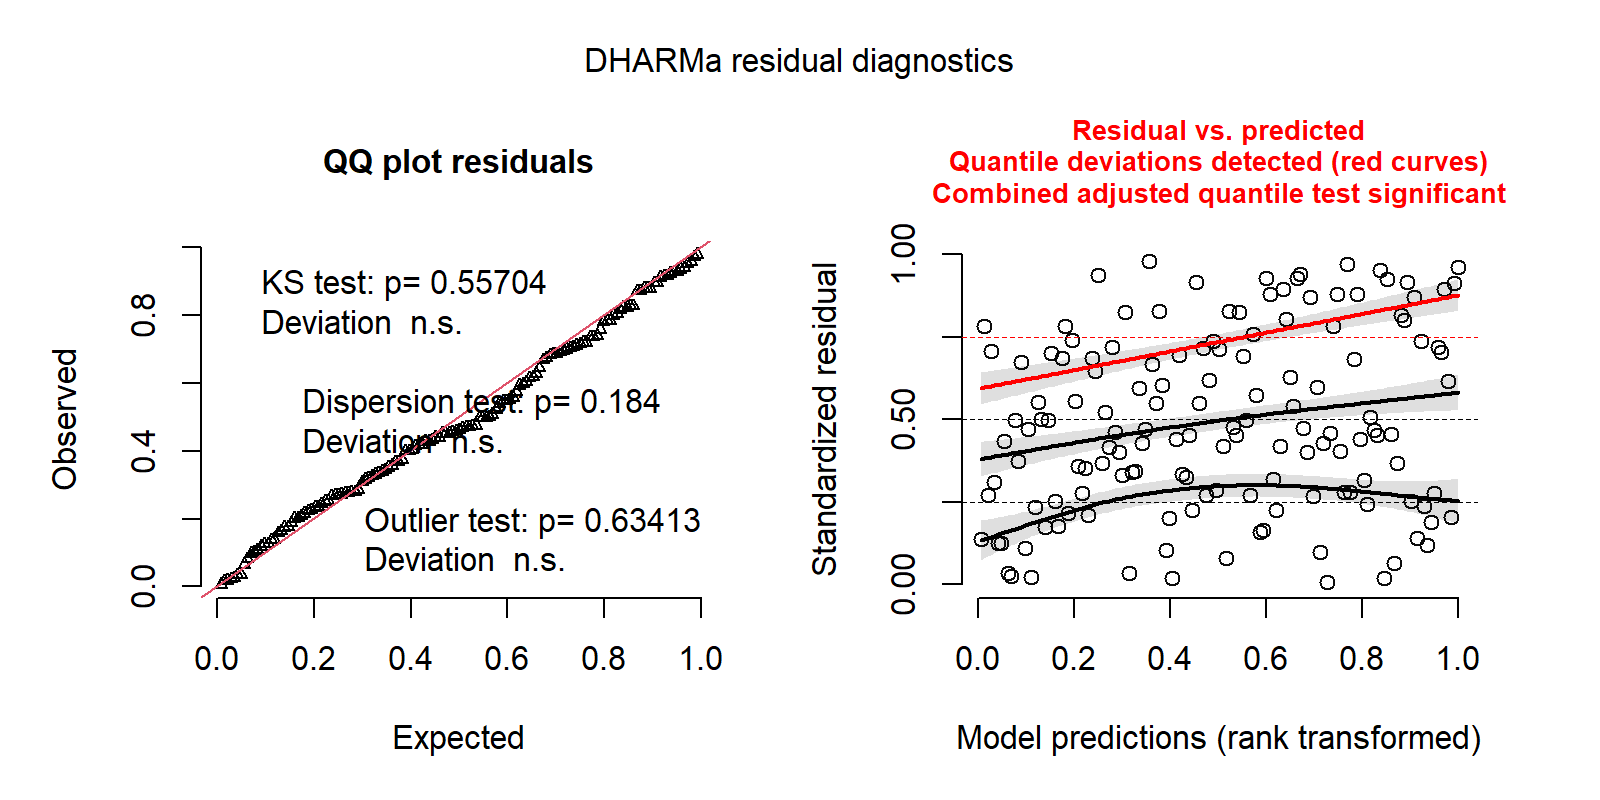 DHARMa residual diagnostics
QQ plot residuals
KS test: p= 0.55704
Deviation  n.s.
Dispersion test: p= 0.184
Deviation  n.s.
Outlier test: p= 0.63413
Deviation  n.s.
Observed
0.0
0.4
0.8
0.0 0.2 0.4 0.6 0.8 1.0
Expected
Residual vs. predicted
Quantile deviations detected (red curves)
Combined adjusted quantile test significant
Standardized residual
0.00
0.50
1.00
0.0 0.2 0.4 0.6 0.8 1.0
Model predictions (rank transformed)